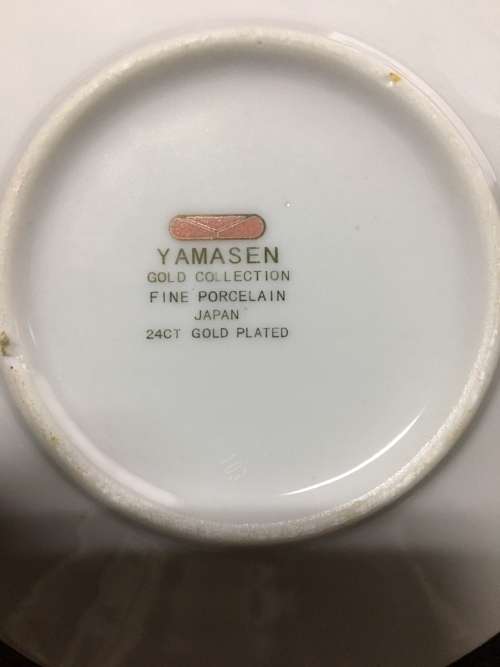 YAMASEN
GOLD COLLECTION
FINE PORCELAIN
JAPAN
24CT GOLD PLATED